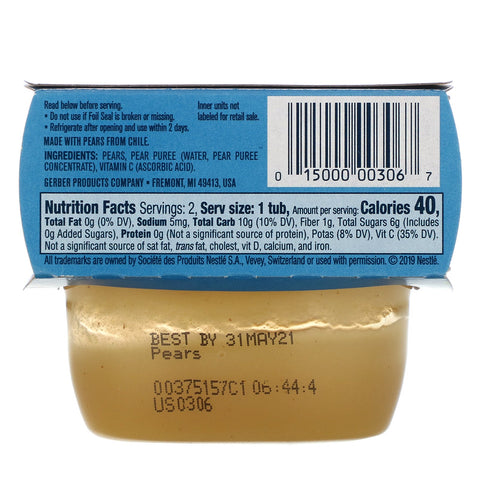 Read below before serving.
• Do not use if Foil Seal is broken or missing.
• Refrigerate after opening and use within 2 days.
Inner units not
labeled for retail sale.
MADE WITH PEARS FROM CHILE.
INGREDIENTS: PEARS, PEAR PUREE (WATER, PEAR PUREE
CONCENTRATE), VITAMIN C (ASCORBIC ACID).
GERBER PRODUCTS COMPANY • FREMONT, MI 49413, USA
0 15000 00306 7
Nutrition Facts Servings: 2, Serv size: 1 tub, Amount per serving: Calories 40,
Total Fat 0g (0% DV), Sodium 5mg, Total Carb 10g (10% DV), Fiber 1g, Total Sugars 6g (Includes
0g Added Sugars), Protein 0g (Not a significant source of protein), Potas (8% DV), Vit C (35% DV).
Not a significant source of sat fat, trans fat, cholest, vit D, calcium, and iron.
All trademarks are owned by Société des Produits Nestlé S.A., Vevey, Switzerland or used with permission. © 2019 Nestlé.
BEST BY 31MAY21
Pears
00375157C1 06:44:4
US0306